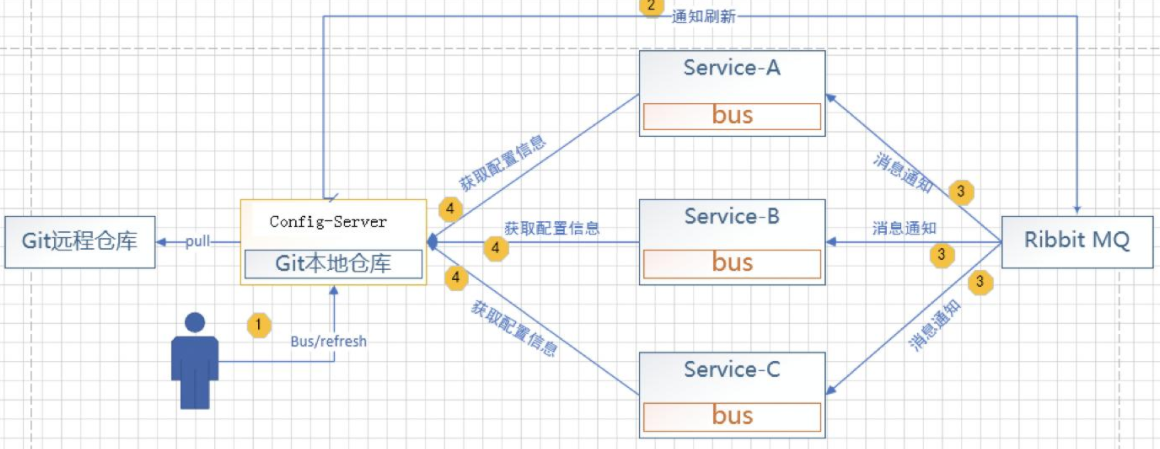 2
通知刷新
Service-A
bus
获取配置信息
消息通知
3
4
Config-Server
Git本地仓库
Git远程仓库
pull
获取配置信息
4
Service-B
bus
消息通知
3
Ribbit MQ
4
获取配置信息
3
消息通知
1
Bus/refresh
Service-C
bus